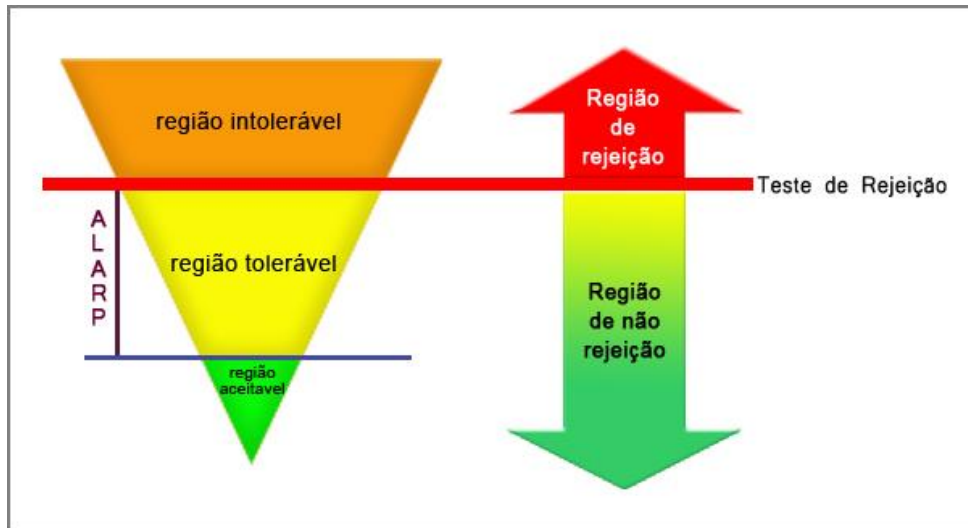 região intolerável
Região
de
rejeição
Teste de Rejeição
A
L
A
R
P
região tolerável
Região
de não
rejeição
região
aceitavel